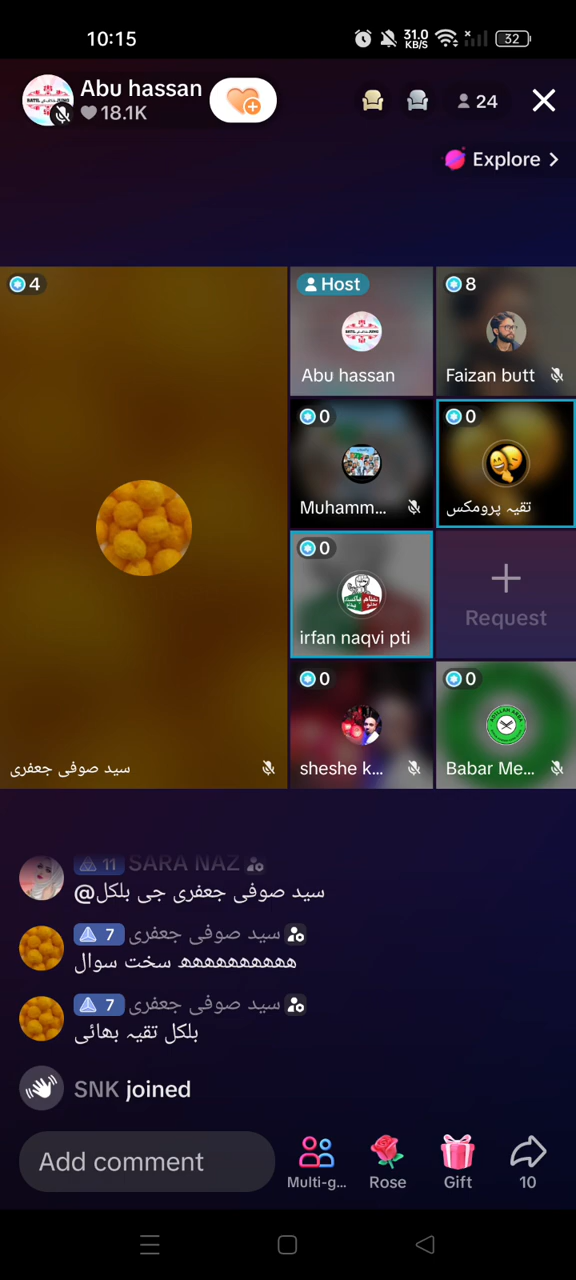 10:15
31.0
KB/S
32
Abu hassan
18.1K
24
Explore
4
Host
8
Abu hassan
Faizan butt
0
0
Muhamm...
تقیہ پرومکس
0
Request
irfan naqvi pti
0
0
سید صوفی جعفری
sheshe k...
Babar Me...
11 SARA NAZ
@سید صوفی جعفری جی بلکل
7 سید صوفی جعفری
ھھھھھھھھھھ سخت سوال
7 سید صوفی جعفری
بلکل تقیہ بھائی
SNK joined
Add comment
Multi-g...
Rose
Gift
10